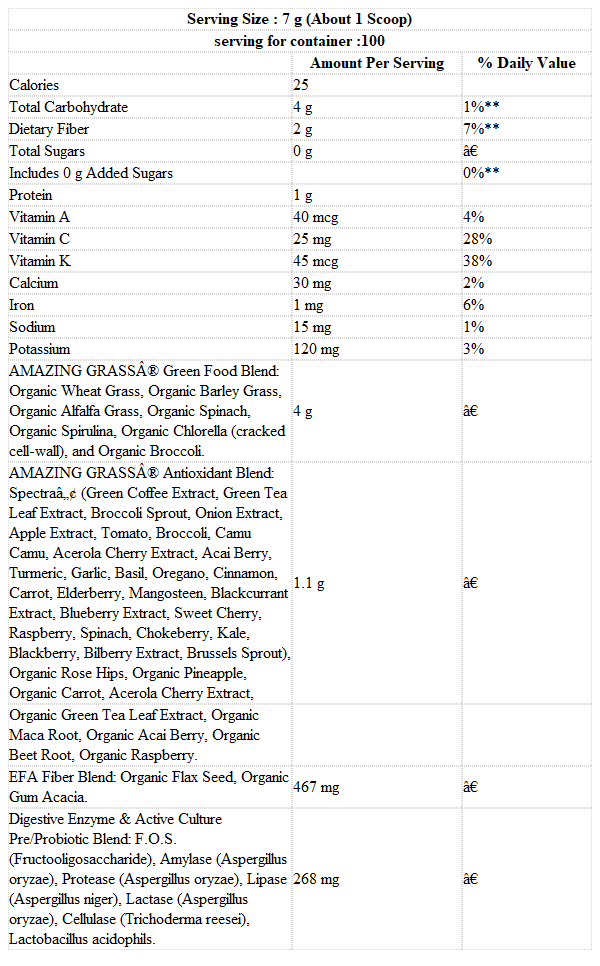 Serving Size : 7 g (About 1 Scoop)
serving for container :100
Amount Per Serving % Daily Value
Calories 25
Total Carbohydrate 4 g 1%**
Dietary Fiber 2 g 7%**
Total Sugars 0 g â€
Includes 0 g Added Sugars 0%**
Protein 1 g
Vitamin A 40 mcg 4%
Vitamin C 25 mg 28%
Vitamin K 45 mcg 38%
Calcium 30 mg 2%
Iron 1 mg 6%
Sodium 15 mg 1%
Potassium 120 mg 3%
AMAZING GRASSÂ® Green Food Blend:
Organic Wheat Grass, Organic Barley Grass,
Organic Alfalfa Grass, Organic Spinach, 4 g â€
Organic Spirulina, Organic Chlorella (cracked
cell-wall), and Organic Broccoli.
AMAZING GRASSÂ® Antioxidant Blend:
Spectraâ„¢ (Green Coffee Extract, Green Tea
Leaf Extract, Broccoli Sprout, Onion Extract,
Apple Extract, Tomato, Broccoli, Camu
Camu, Acerola Cherry Extract, Acai Berry,
Turmeric, Garlic, Basil, Oregano, Cinnamon, 1.1 g â€
Carrot, Elderberry, Mangosteen, Blackcurrant
Extract, Blueberry Extract, Sweet Cherry,
Raspberry, Spinach, Chokeberry, Kale,
Blackberry, Bilberry Extract, Brussels Sprout),
Organic Rose Hips, Organic Pineapple,
Organic Carrot, Acerola Cherry Extract,
Organic Green Tea Leaf Extract, Organic
Maca Root, Organic Acai Berry, Organic
Beet Root, Organic Raspberry.
EFA Fiber Blend: Organic Flax Seed, Organic 467 mg â€
Gum Acacia.
Digestive Enzyme & Active Culture
Pre/Probiotic Blend: F.O.S.
(Fructooligosaccharide), Amylase (Aspergillus
oryzae), Protease (Aspergillus oryzae), Lipase 268 mg â€
(Aspergillus niger), Lactase (Aspergillus
oryzae), Cellulase (Trichoderma reesei),
Lactobacillus acidophils.